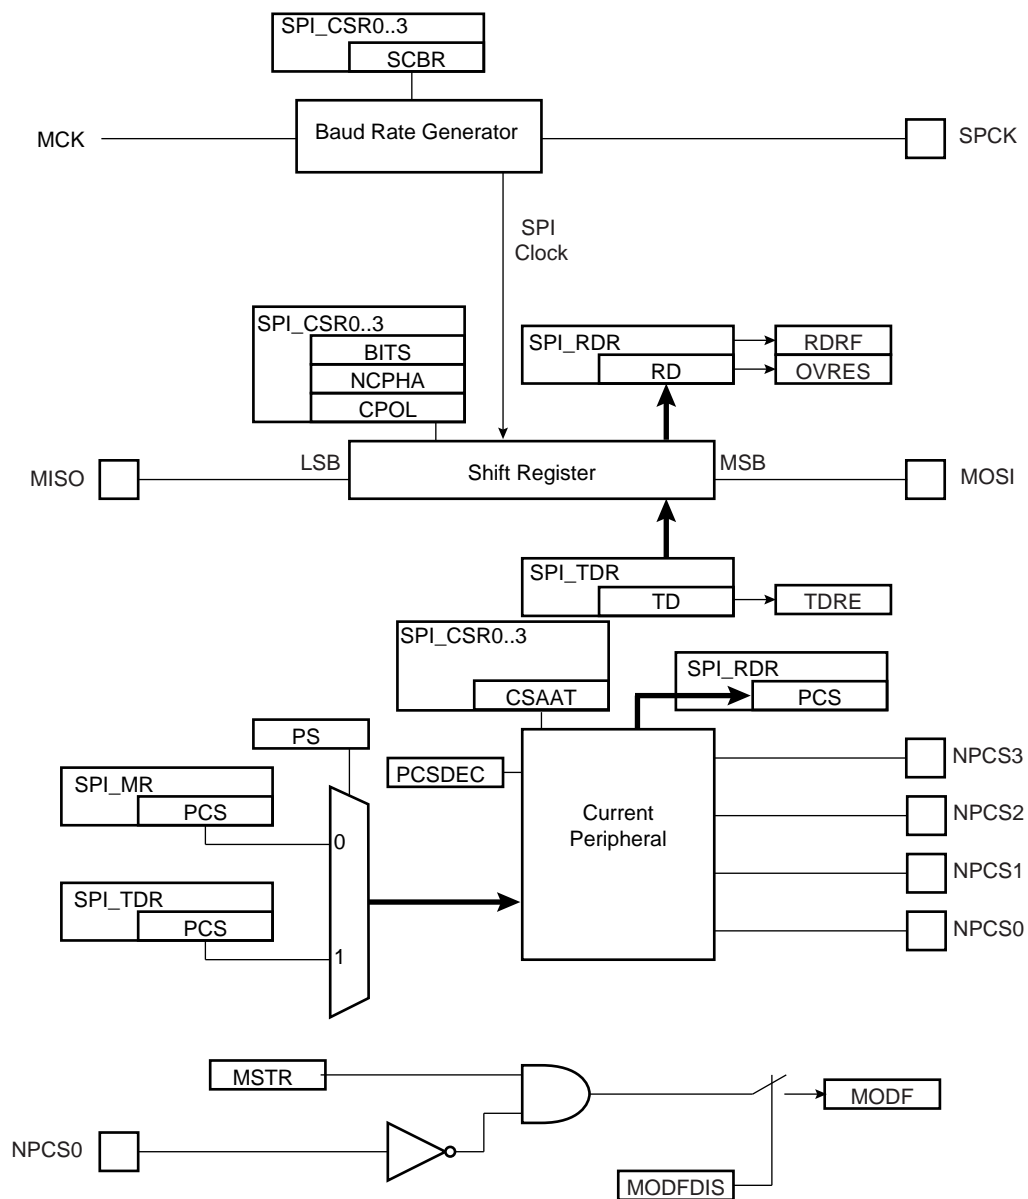 SPI_CSR0..3
SCBR
MCK
Baud Rate Generator
SPCK
SPI
Clock
SPI_CSR0..3
BITS
NCPHA
CPOL
SPI_RDR
RD
RDRF
OVRES
MISO
LSB
Shift Register
MSB
MOSI
SPI_TDR
TD
TDRE
SPI_CSR0..3
CSAAT
SPI_RDR
PCS
PS
PCSDEC
Current
Peripheral
NPCS3
NPCS2
NPCS1
NPCS0
SPI_MR
PCS
0
SPI_TDR
PCS
1
MSTR
MODF
NPCS0
MODFDIS